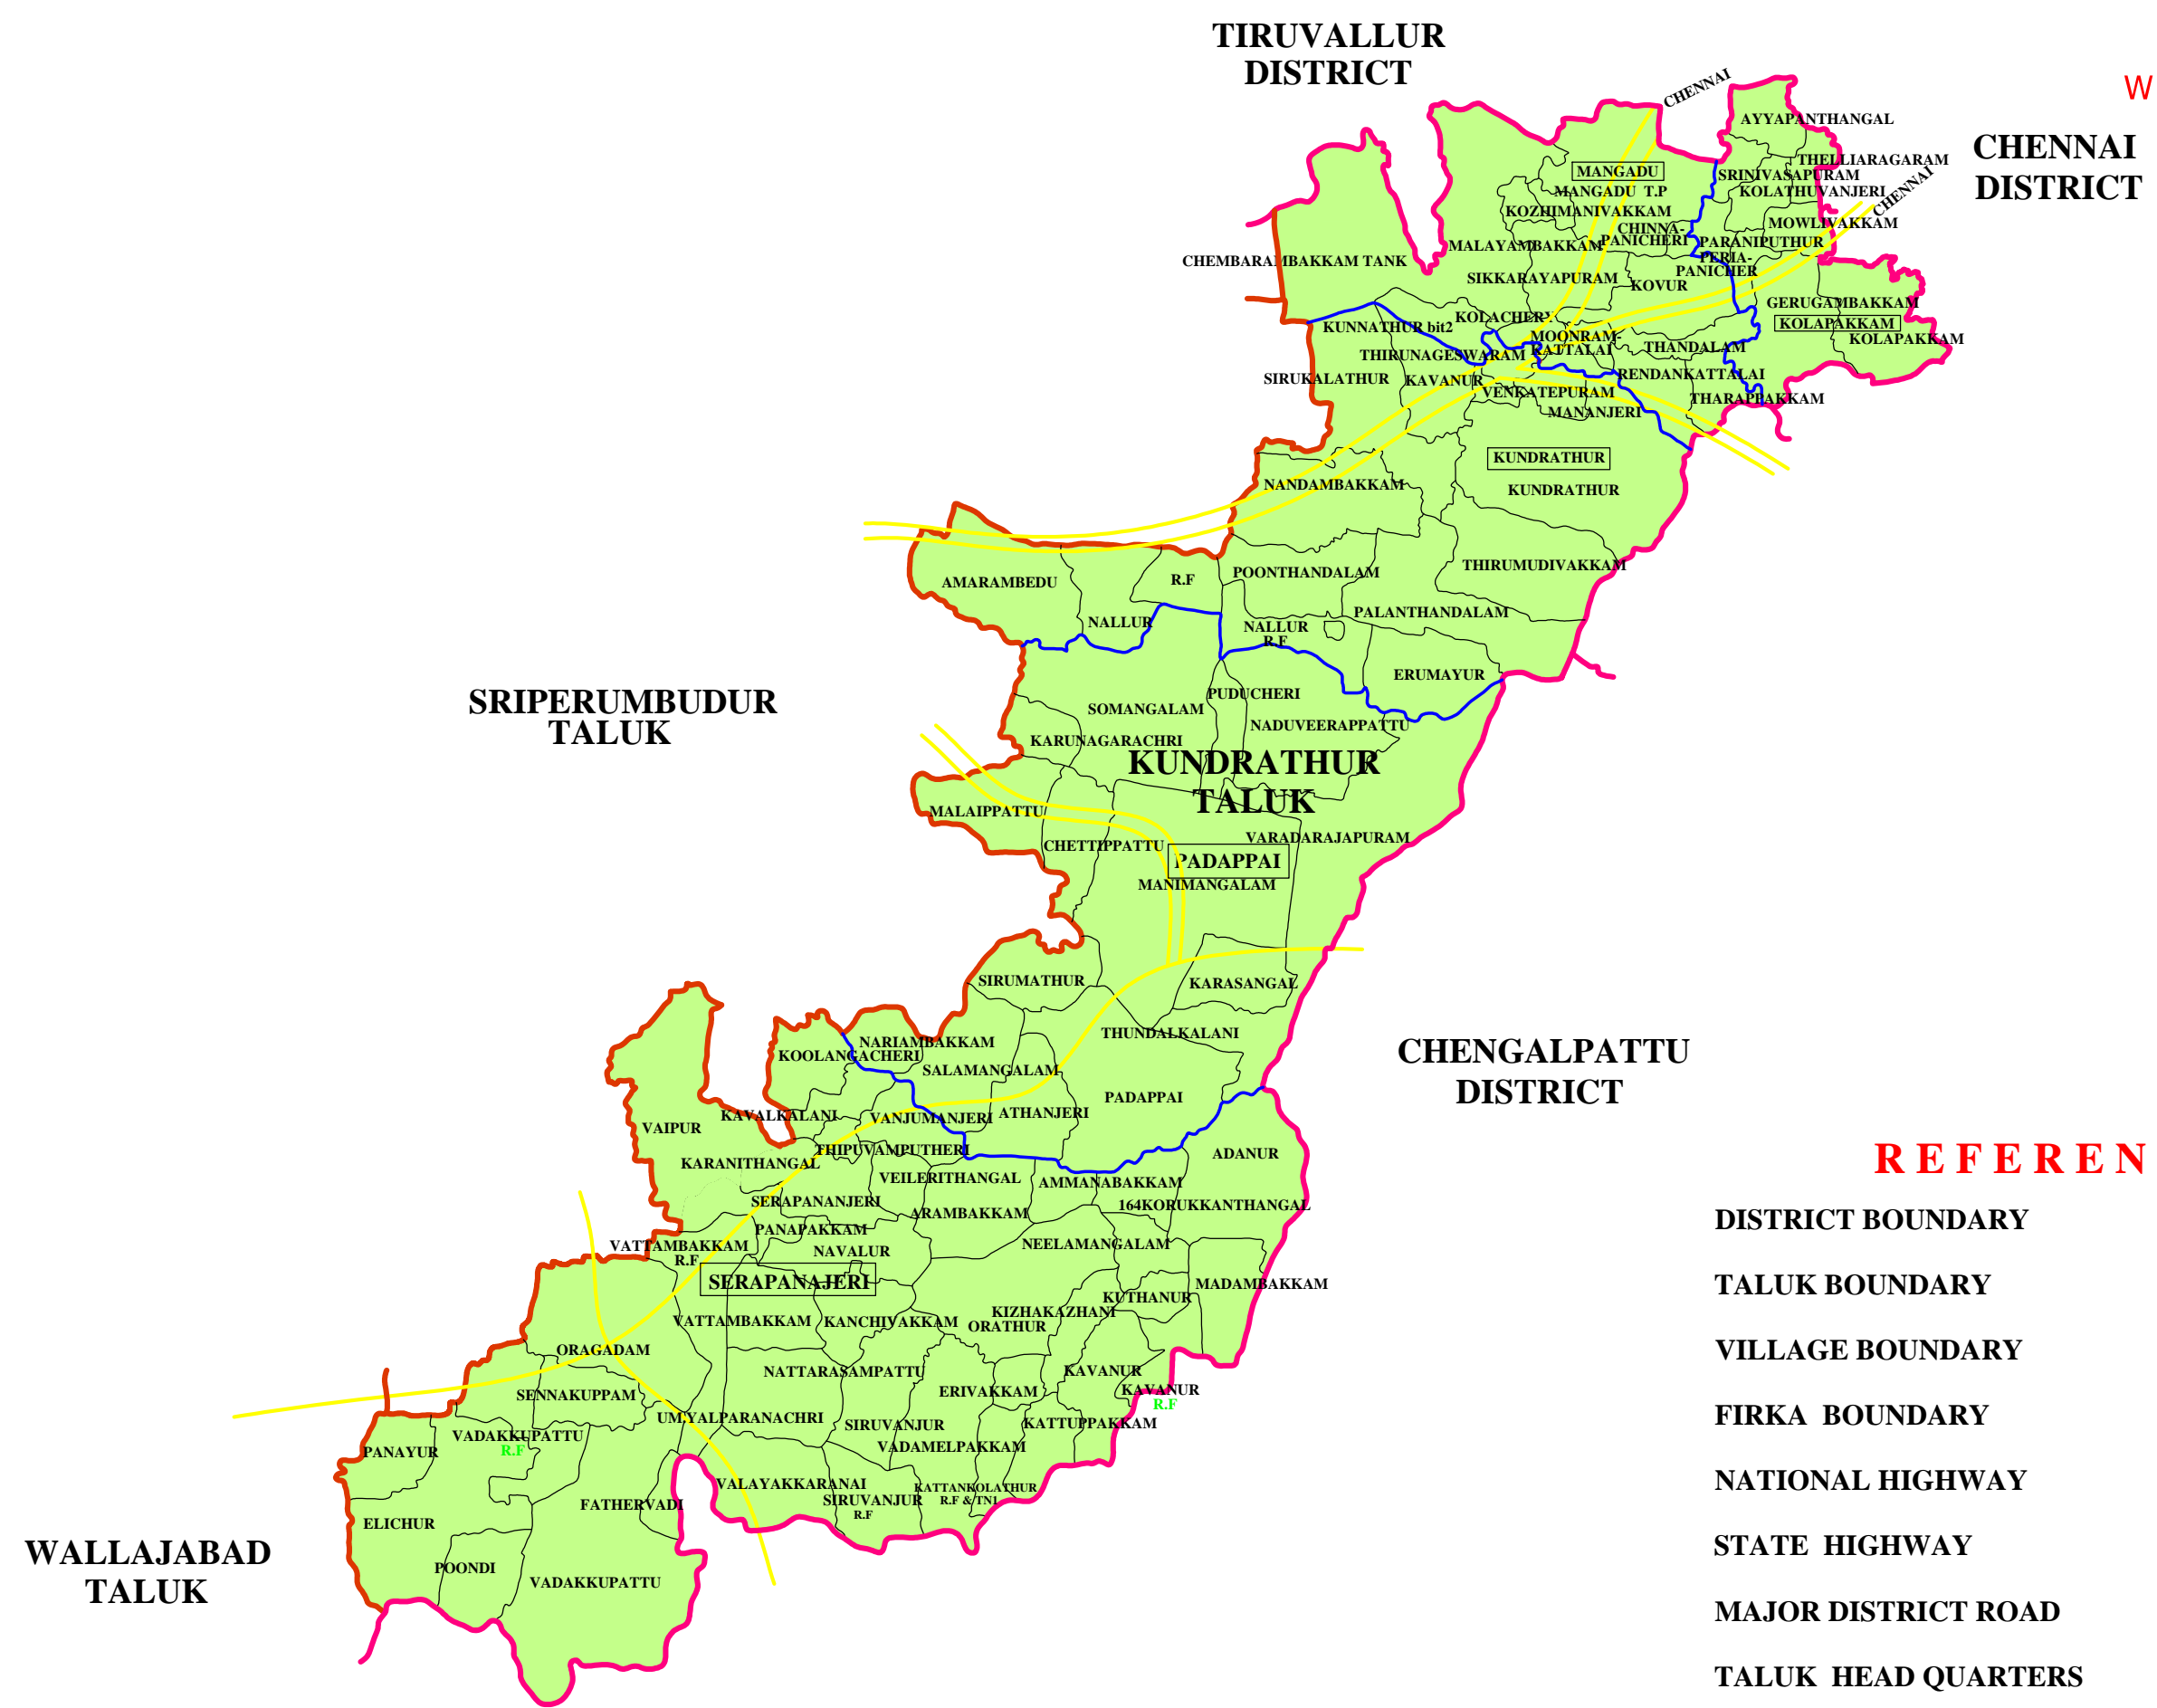 TIRUVALLUR
DISTRICT
W
CHENNAI
CHENNAI
DISTRICT
AYYAPANTHANGAL
THELLIARAGARAM
SRINIVASAPURAM
KOLATHUVANJERI
CHENNAI
MANGADU
MANGADU T.P
KOZHIMANIVAKKAM
MOWLIVAKKAM
CHINNA-
PANICHERI
MALAYAMBAKKAM
PARANIPUTHUR
PERIA-
PANICHER
CHEMBARAMBAKKAM TANK
SIKKARAYAPURAM
KOVUR
GERUGAMBAKKAM
KOLAPAKKAM
KOLAPAKKAM
KOLACHERY
KUNNATHUR bit2
MOONRAM-
KATTALAI
THANDALAM
THIRUNAGESWARAM
SIRUKALATHUR
KAVANUR
RENDANKATTALAI
VENKATEPURAM
THARAPPAKKAM
MANANJERI
KUNDRATHUR
KUNDRATHUR
NANDAMBAKKAM
THIRUMUDIVAKKAM
POONTHANDALAM
R.F
AMARAMBEDU
PALANTHANDALAM
NALLUR
NALLUR
R.F
ERUMAYUR
PUDUCHERI
SOMANGALAM
NADUVEERAPPATTU
KARUNAGARACHRI
SRIPERUMBUDUR
TALUK
KUNDRATHUR
TALUK
MALAIPPATTU
VARADARAJAPURAM
CHETTIPPATTU
PADAPPAI
MANIMANGALAM
SIRUMATHUR
KARASANGAL
THUNDALKALANI
NARIAMBAKKAM
KOOLANGACHERI
SALAMANGALAM
CHENGALPATTU
DISTRICT
PADAPPAI
KAVALKALANI
VANJUMANJERI
ATHANJERI
VAIPUR
THIPUVAMPUTHERI
ADANUR
KARANITHANGAL
VEILERITHANGAL
AMMANABAKKAM
SERAPANANJERI
164KORUKKANTHANGAL
ARAMBAKKAM
PANAPAKKAM
VATTAMBAKKAM
R.F
NAVALUR
NEELAMANGALAM
SERAPANAJERI
MADAMBAKKAM
KUTHANUR
KIZHAKAZHANI
VATTAMBAKKAM
KANCHIVAKKAM
ORATHUR
ORAGADAM
NATTARASAMPATTU
KAVANUR
SENNAKUPPAM
ERIVAKKAM
KAVANUR
R.F
UMIYALPARANACHRI
SIRUVANJUR
KATTUPPAKKAM
VADAKKUPATTU
R.F
PANAYUR
VADAMELPAKKAM
VALAYAKKARANAI
KATTANKOLATHUR
R.F & TN1
SIRUVANJUR
R.F
FATHERVADI
ELICHUR
POONDI
VADAKKUPATTU
WALLAJABAD
TALUK
REFEREN
DISTRICT BOUNDARY
TALUK BOUNDARY
VILLAGE BOUNDARY
FIRKA BOUNDARY
NATIONAL HIGHWAY
STATE HIGHWAY
MAJOR DISTRICT ROAD
TALUK HEAD QUARTERS